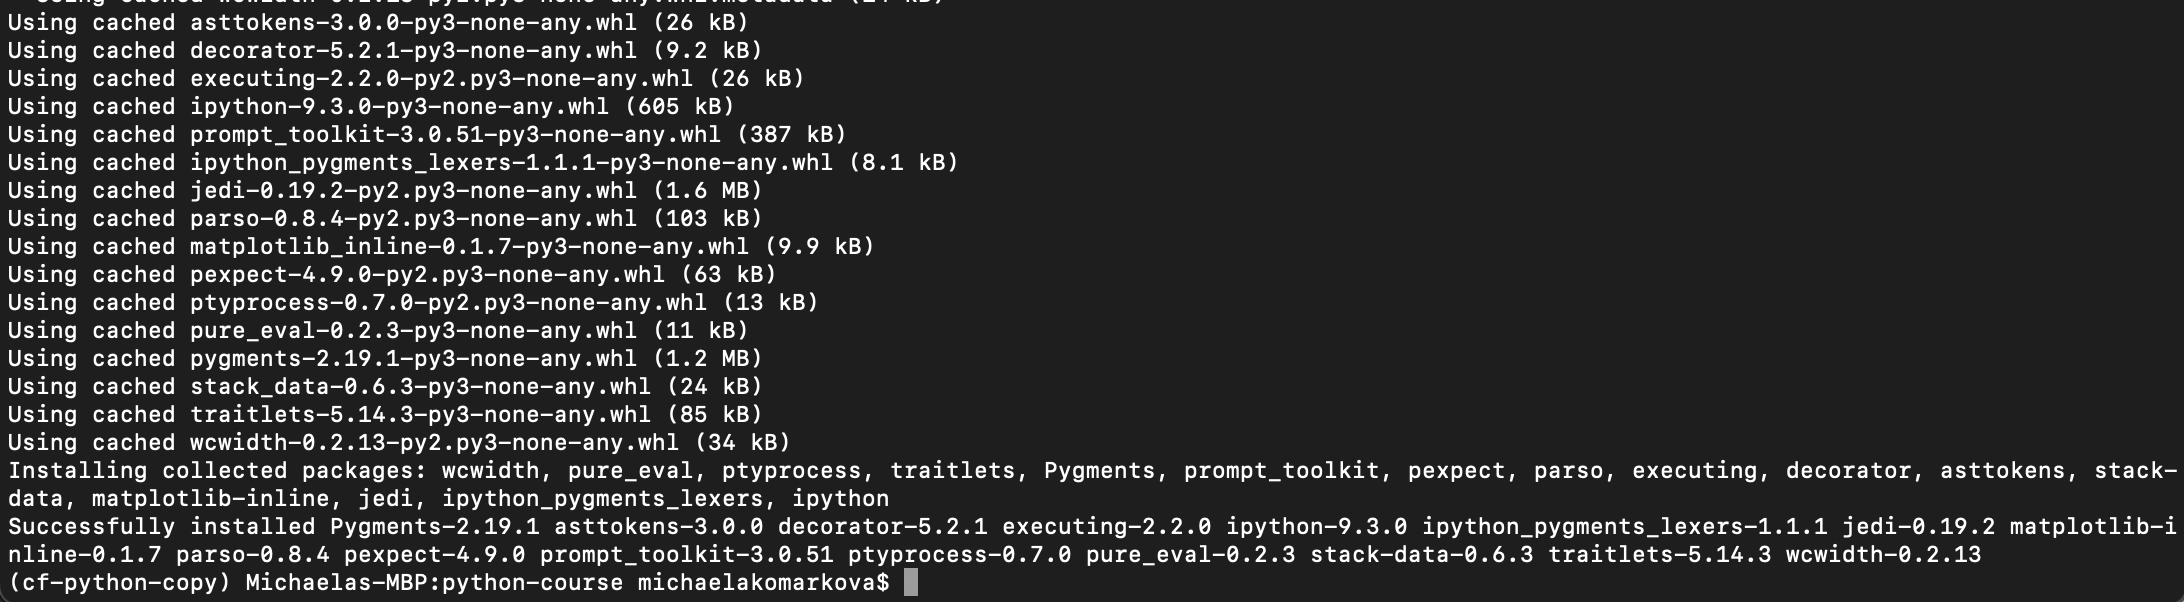 Using cached asttokens-3.0.0-py3-none-any.whl (26 kB)
Using cached decorator-5.2.1-py3-none-any.whl (9.2 kB)
Using cached executing-2.2.0-py2.py3-none-any.whl (26 kB)
Using cached ipython-9.3.0-py3-none-any.whl (605 kB)
Using cached prompt_toolkit-3.0.51-py3-none-any.whl (387 kB)
Using cached ipython_pygments_lexers-1.1.1-py3-none-any.whl (8.1 kB)
Using cached jedi-0.19.2-py2.py3-none-any.whl (1.6 MB)
Using cached parso-0.8.4-py2.py3-none-any.whl (103 kB)
Using cached matplotlib_inline-0.1.7-py3-none-any.whl (9.9 kB)
Using cached pexpect-4.9.0-py2.py3-none-any.whl (63 kB)
Using cached ptyprocess-0.7.0-py2.py3-none-any.whl (13 kB)
Using cached pure_eval-0.2.3-py3-none-any.whl (11 kB)
Using cached pygments-2.19.1-py3-none-any.whl (1.2 MB)
Using cached stack_data-0.6.3-py3-none-any.whl (24 kB)
Using cached traitlets-5.14.3-py3-none-any.whl (85 kB)
Using cached wcwidth-0.2.13-py2.py3-none-any.whl (34 kB)
Installing collected packages: wcwidth, pure_eval, ptyprocess, traitlets, Pygments, prompt_toolkit, pexpect, parso, executing, decorator, asttokens, stack-
data, matplotlib-inline, jedi, ipython_pygments_lexers, ipython
Successfully installed Pygments-2.19.1 asttokens-3.0.0 decorator-5.2.1 executing-2.2.0 ipython-9.3.0 ipython_pygments_lexers-1.1.1 jedi-0.19.2 matplotlib-i
nline-0.1.7 parso-0.8.4 pexpect-4.9.0 prompt_toolkit-3.0.51 ptyprocess-0.7.0 pure_eval-0.2.3 stack-data-0.6.3 traitlets-5.14.3 wcwidth-0.2.13
(cf-python-copy) Michaelas-MBP:python-course michaelakomarkova$